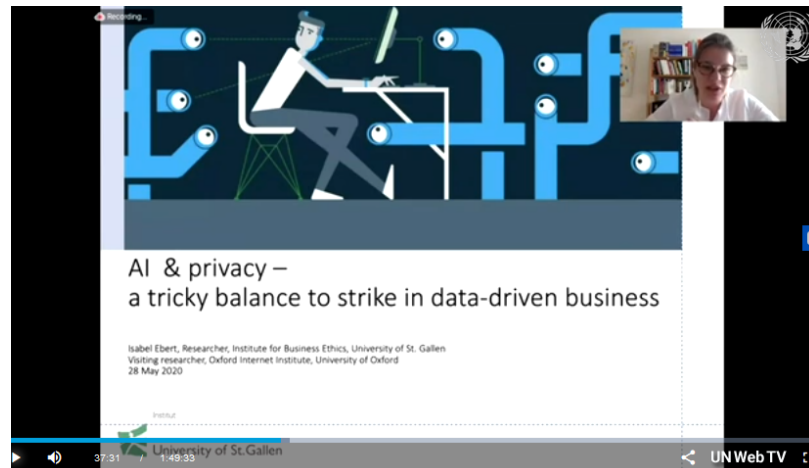 Recording...
AI & privacy –
a tricky balance to strike in data-driven business
Isabel Ebert, Researcher, Institute for Business Ethics, University of St. Gallen
Visiting researcher, Oxford Internet Institute, University of Oxford
28 May 2020
Institut
University of St.Gallen
37:31 / 1:49:33
UN Web TV